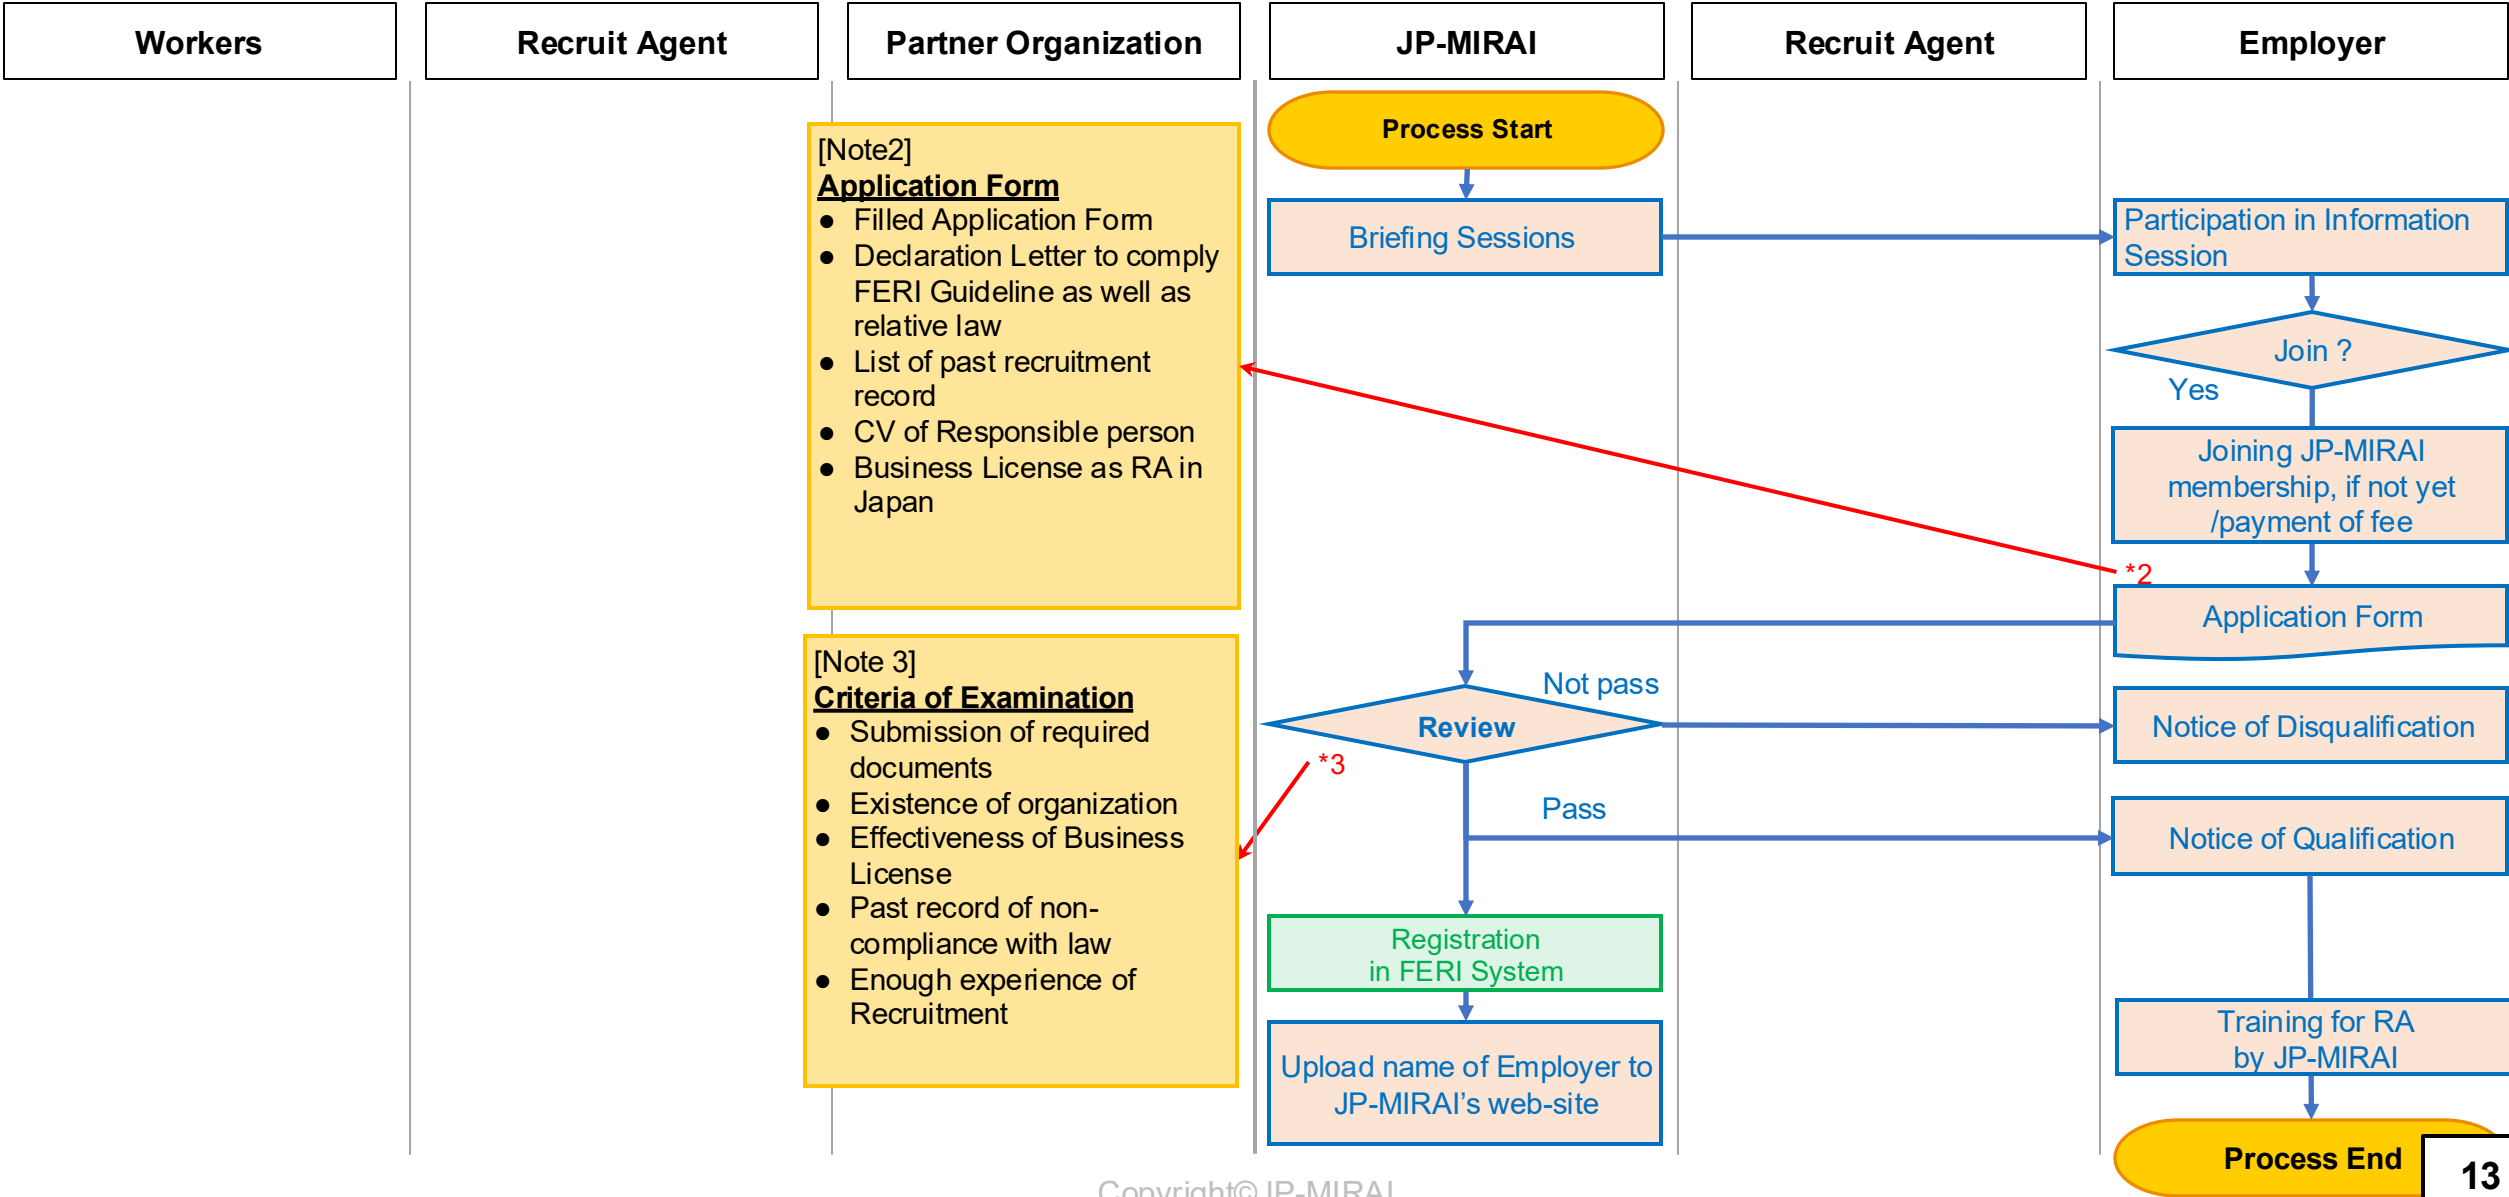 Workers
Recruit Agent
Partner Organization
JP-MIRAI
Recruit Agent
Employer
Process Start
[Note2]
Application Form
● Filled Application Form
● Declaration Letter to comply
FERI Guideline as well as
relative law
● List of past recruitment
record
● CV of Responsible person
● Business License as RA in
Japan
Briefing Sessions
Participation in Information
Session
Join ?
Yes
Joining JP-MIRAI
membership, if not yet
/payment of fee
*2
Application Form
[Note 3]
Criteria of Examination
● Submission of required
documents
● Existence of organization
● Effectiveness of Business
License
● Past record of non-
compliance with law
● Enough experience of
Recruitment
Not pass
Review
Notice of Disqualification
*3
Pass
Notice of Qualification
Registration
in FERI System
Training for RA
by JP-MIRAI
Upload name of Employer to
JP-MIRAI’s web-site
Process End
13
Copyright© JP-MIRAI